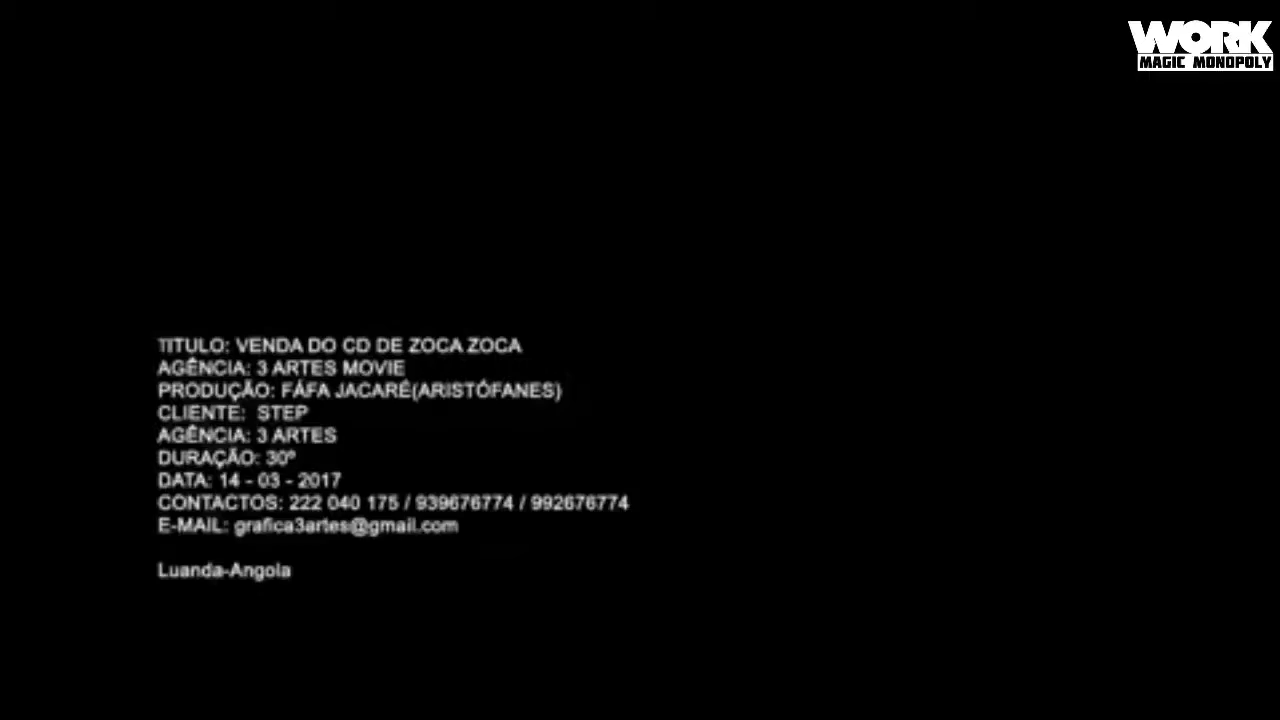 WORK
MAGIC MONOPOLY
TITULO: VENDA DO CD DE ZOCA ZOCA
AGÊNCIA: 3 ARTES MOVIE
PRODUÇÃO: FÁFA JACARÉ(ARISTÓFANES)
CLIENTE:  STEP
AGÊNCIA: 3 ARTES
DURAÇÃO: 30º
DATA: 14 - 03 - 2017
CONTACTOS: 222 040 175 / 939676774 / 992676774
E-MAIL: grafica3artes@gmail.com
Luanda-Angola